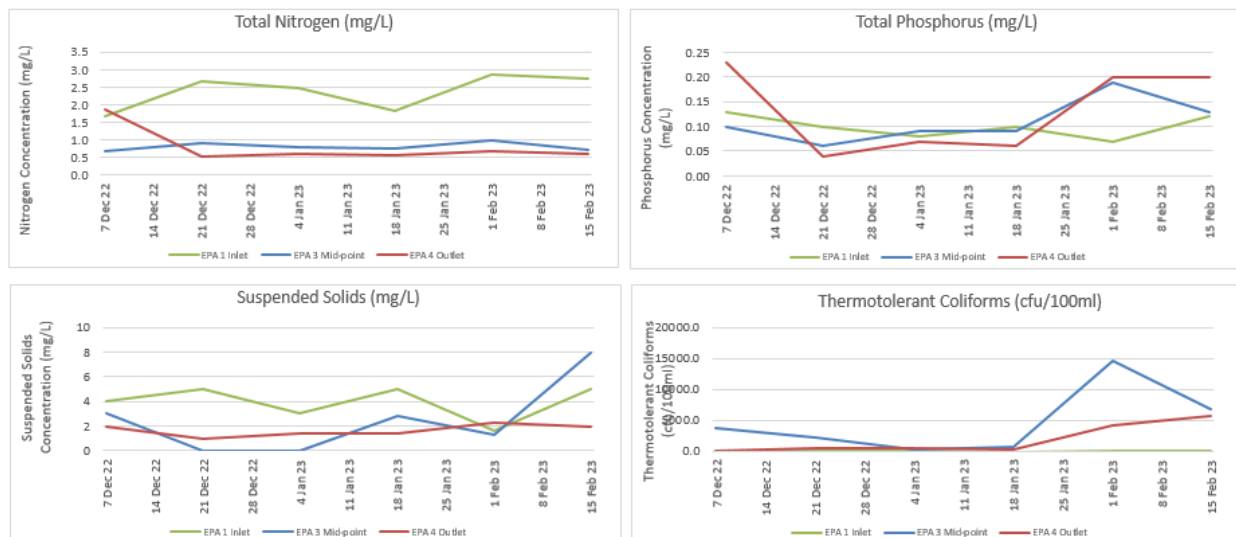 Total Nitrogen (mg/L)
Nitrogen Concentration (mg/L)
3.5
3.0
2.5
2.0
1.5
1.0
0.5
0.0
7 Dec 22
14 Dec 22
21 Dec 22
28 Dec 22
4 Jan 23
11 Jan 23
18 Jan 23
25 Jan 23
1 Feb 23
8 Feb 23
15 Feb 23
EPA 1 Inlet
EPA 3 Mid-point
EPA 4 Outlet
Total Phosphorus (mg/L)
Phosphorus Concentration
(mg/L)
0.25
0.20
0.15
0.10
0.05
0.00
7 Dec 22
14 Dec 22
21 Dec 22
28 Dec 22
4 Jan 23
11 Jan 23
18 Jan 23
25 Jan 23
1 Feb 23
8 Feb 23
15 Feb 23
EPA 1 Inlet
EPA 3 Mid-point
EPA 4 Outlet
Suspended Solids (mg/L)
Suspended Solids
Concentration (mg/L)
10
8
6
4
2
0
7 Dec 22
14 Dec 22
21 Dec 22
28 Dec 22
4 Jan 23
11 Jan 23
18 Jan 23
25 Jan 23
1 Feb 23
8 Feb 23
15 Feb 23
EPA 1 Inlet
EPA 3 Mid-point
EPA 4 Outlet
Thermotolerant Coliforms (cfu/100ml)
Thermotolerant Coliforms
(cfu/100ml)
20000.0
15000.0
10000.0
5000.0
0.0
7 Dec 22
14 Dec 22
21 Dec 22
28 Dec 22
4 Jan 23
11 Jan 23
18 Jan 23
25 Jan 23
1 Feb 23
8 Feb 23
15 Feb 23
EPA 1 Inlet
EPA 3 Mid-point
EPA 4 Outlet